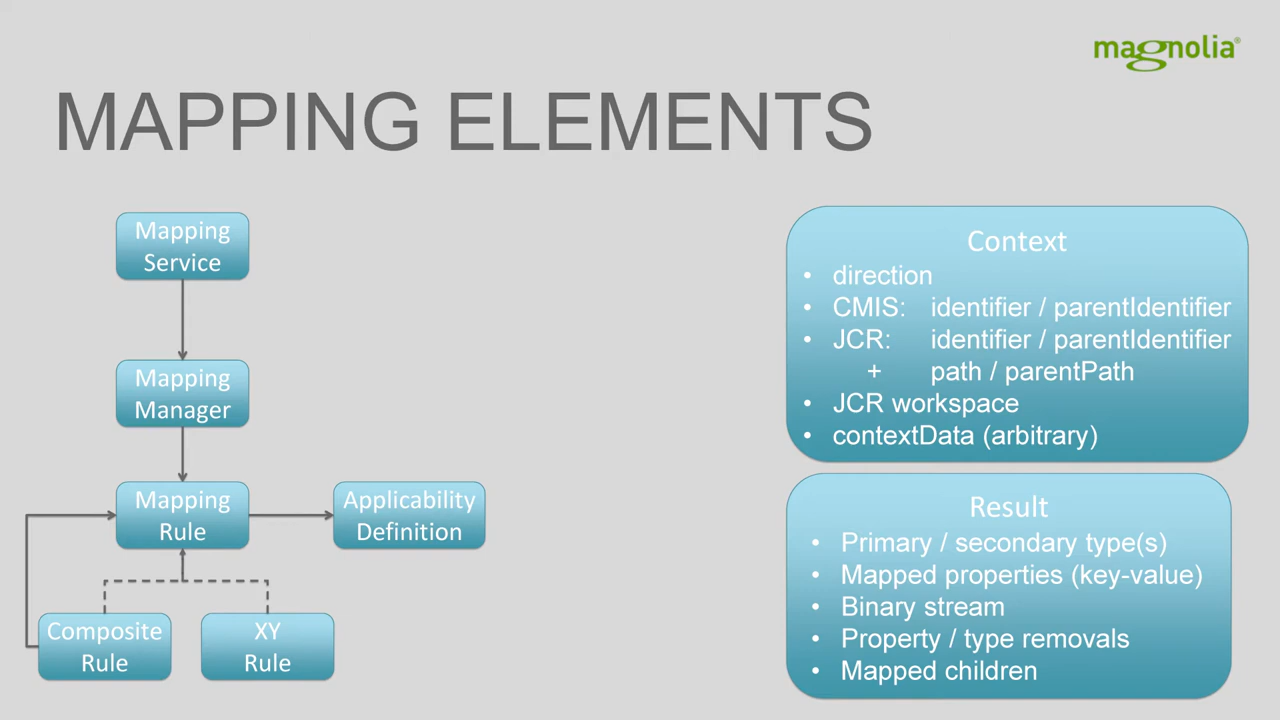 magnolia®
MAPPING ELEMENTS
Mapping
Service
Mapping
Manager
Mapping
Rule
Applicability
Definition
Composite
Rule
XY
Rule
Context
• direction
• CMIS: identifier / parentIdentifier
• JCR: identifier / parentIdentifier
+ path / parentPath
• JCR workspace
• contextData (arbitrary)
Result
• Primary / secondary type(s)
• Mapped properties (key-value)
• Binary stream
• Property / type removals
• Mapped children